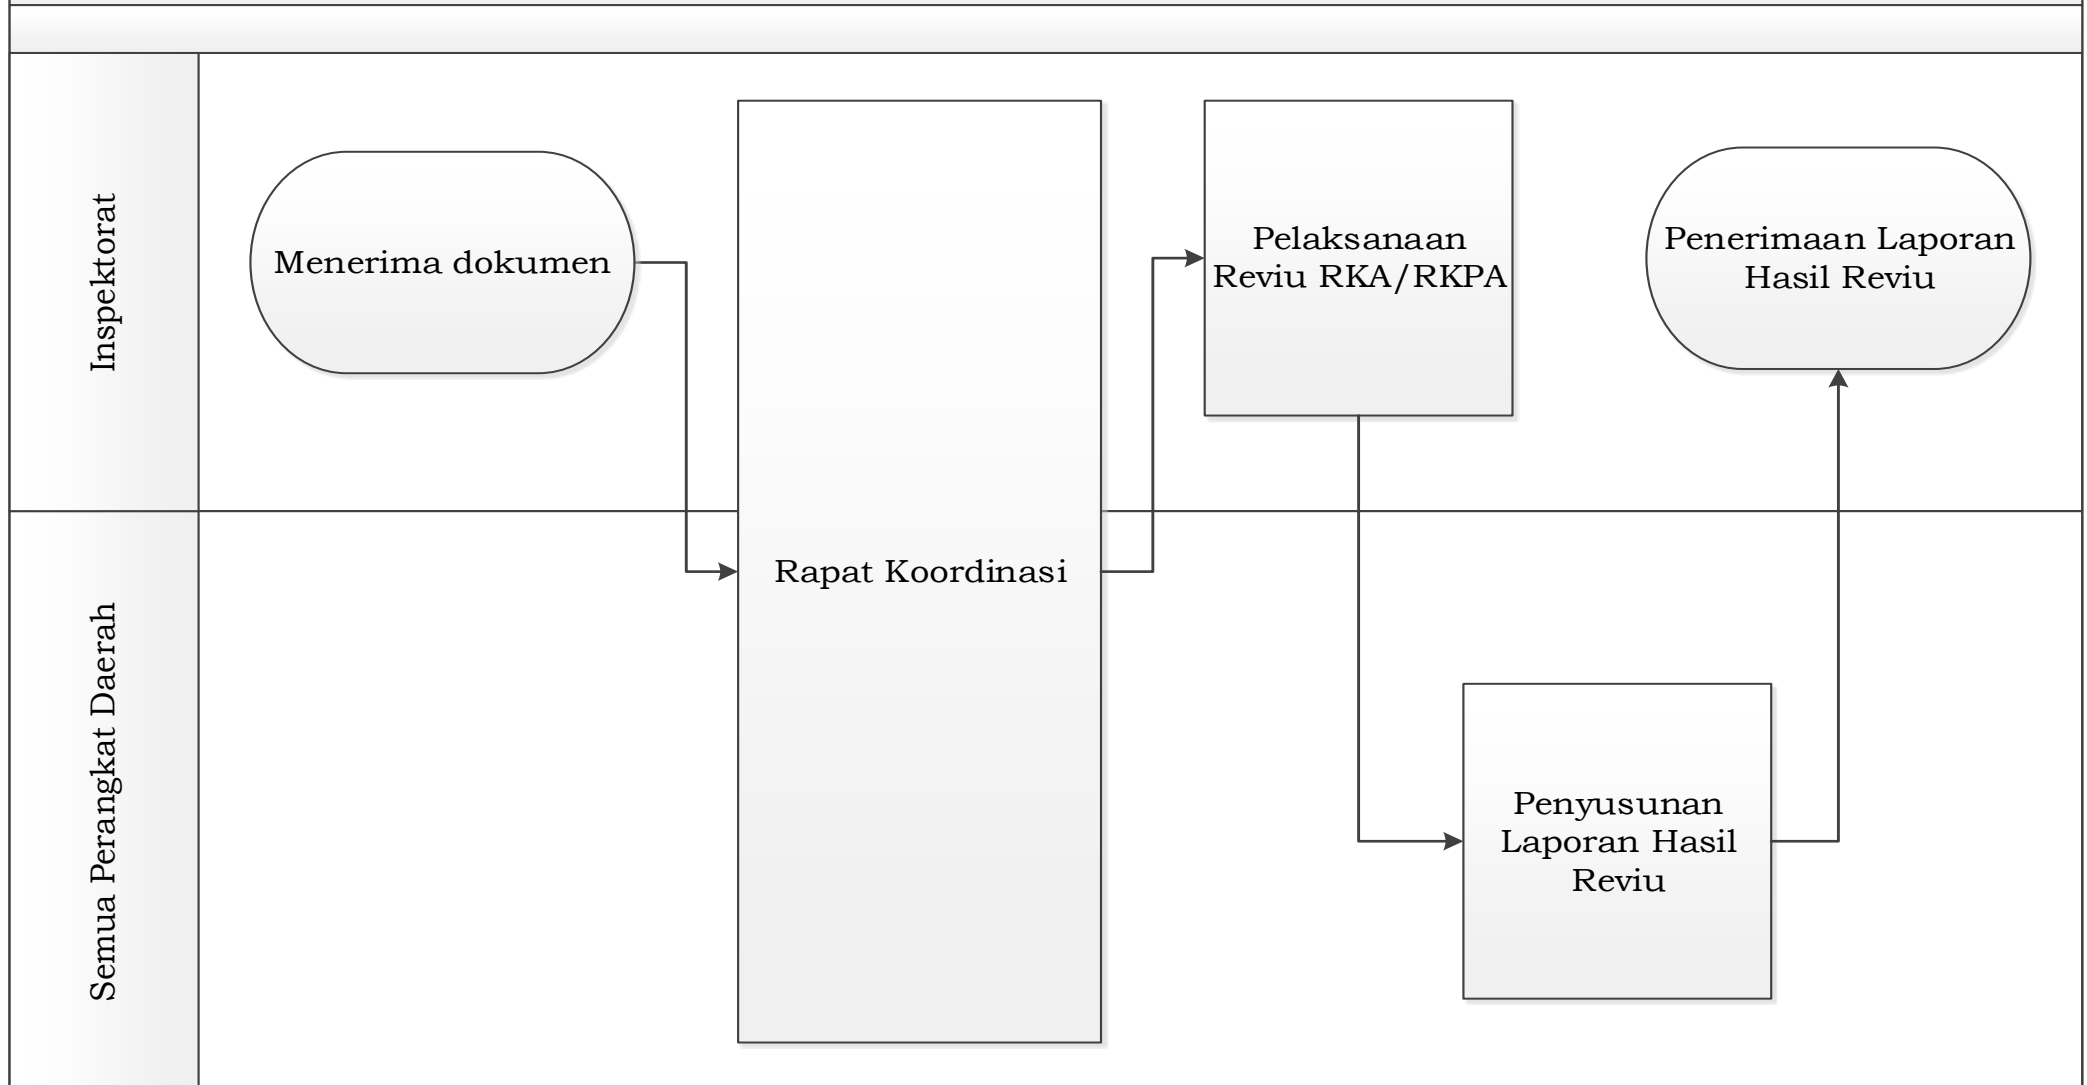 Inspektorat
Menerima dokumen
Pelaksanaan
Reviu RKA/RKPA
Penerimaan Laporan
Hasil Reviu
Semua Perangkat Daerah
Rapat Koordinasi
Penyusunan
Laporan Hasil
Reviu